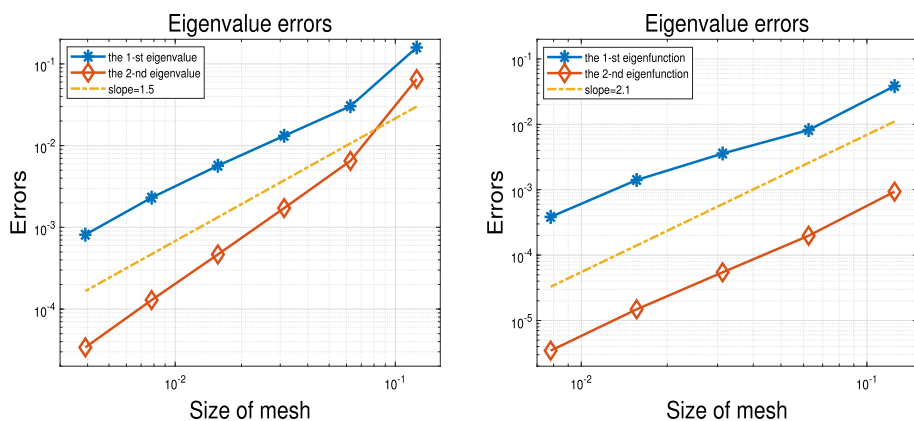 Eigenvalue errors
the 1-st eigenvalue
the 2-nd eigenvalue
slope=1.5
10^-1
10^-2
10^-3
10^-4
Errors
10^-2
10^-1
Size of mesh
Eigenvalue errors
the 1-st eigenfunction
the 2-nd eigenfunction
slope=2.1
10^-1
10^-2
10^-3
10^-4
10^-5
Errors
10^-2
10^-1
Size of mesh